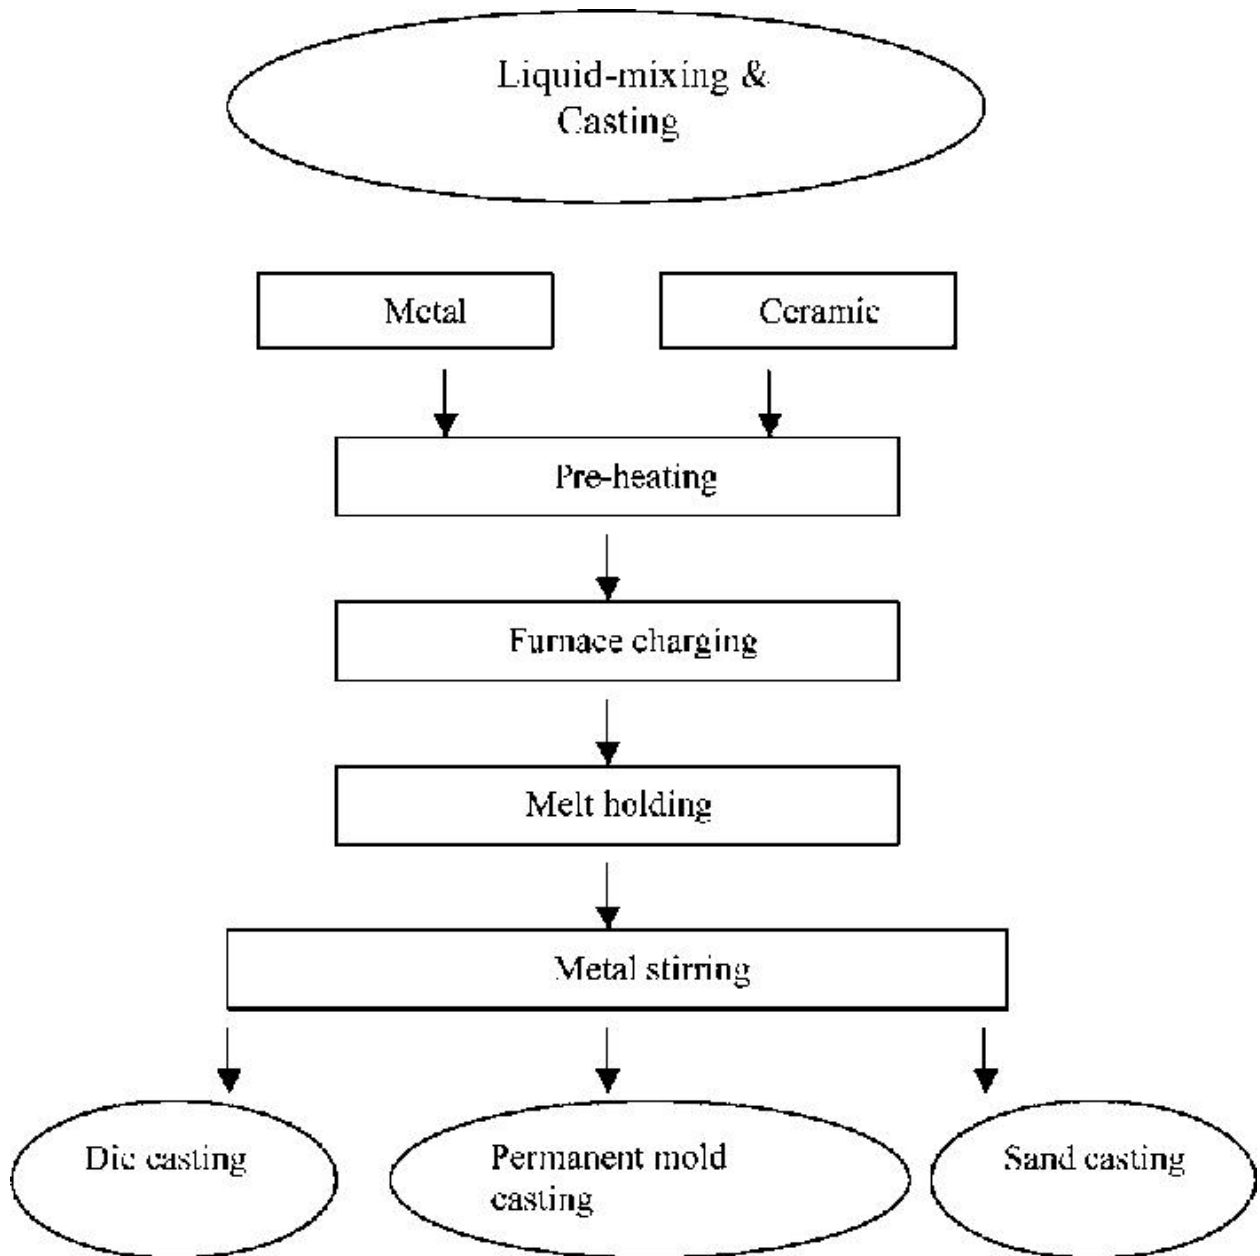 Liquid-mixing &
Casting
Metal
Ceramic
Pre-heating
Furnace charging
Melt holding
Metal stirring
Die casting
Permanent mold
casting
Sand casting